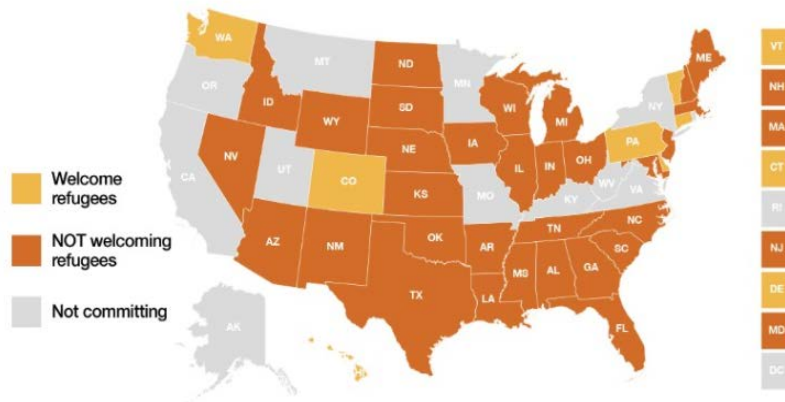 WA
MT
ND
ME
VT
OR
MN
ID
SD
WI
NY
NH
WY
MI
MA
NE
IA
PA
NV
IL
IN
OH
CT
CA
UT
CO
KS
MO
KY
WV
VA
RI
Welcome
refugees
NOT welcoming
refugees
Not committing
AZ
NM
OK
AR
TN
NC
SC
NJ
TX
LA
MS
AL
GA
DE
FL
MD
AK
HI
DC